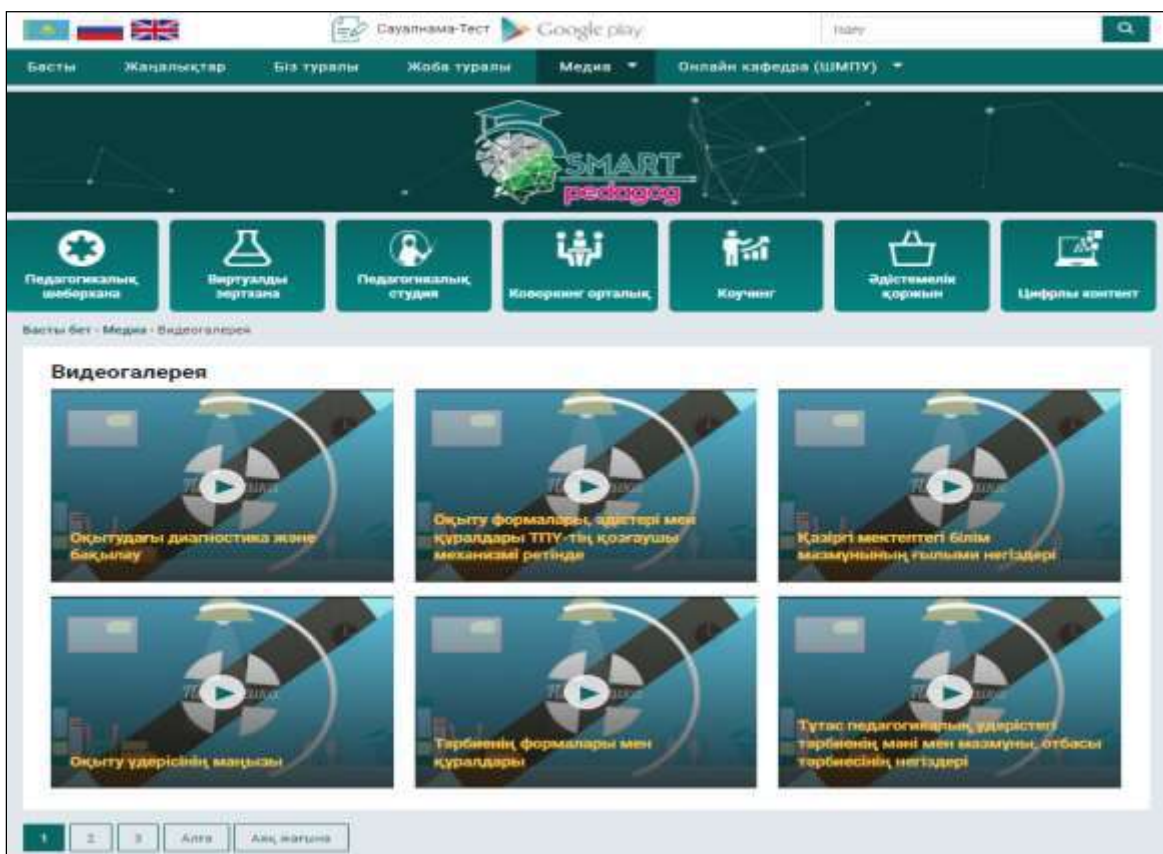 Сауалнама-Тест
Google play
Іздеу
Басты
Жаңалықтар
Біз туралы
Жоба туралы
Медиа
Онлайн кафедра (ШМПУ)
SMART
pedagog
Педагогикалық
шеберхана
Виртуалды
зертхана
Педагогикалық
студия
Коворкинг орталық
Коучинг
Әдістемелік
қоржын
Цифрлы контент
Басты бет - Медиа - Видеогалерея
Видеогалерея
Оқытудағы диагностика және
бақылау
Оқыту формалары, әдістері мен
құралдары ТПҮ-тің қозғаушы
механизмі ретінде
Қазіргі мектептегі білім
мазмұнының ғылыми негіздері
Оқыту үдерісінің маңызы
Тәрбиенің формалары мен
құралдары
Тұтас педагогикалық үдерістегі
тәрбиенің мәні мен мазмұны, отбасы
тәрбиесінің негіздері
1
2
3
Алға
Аяқ жағына